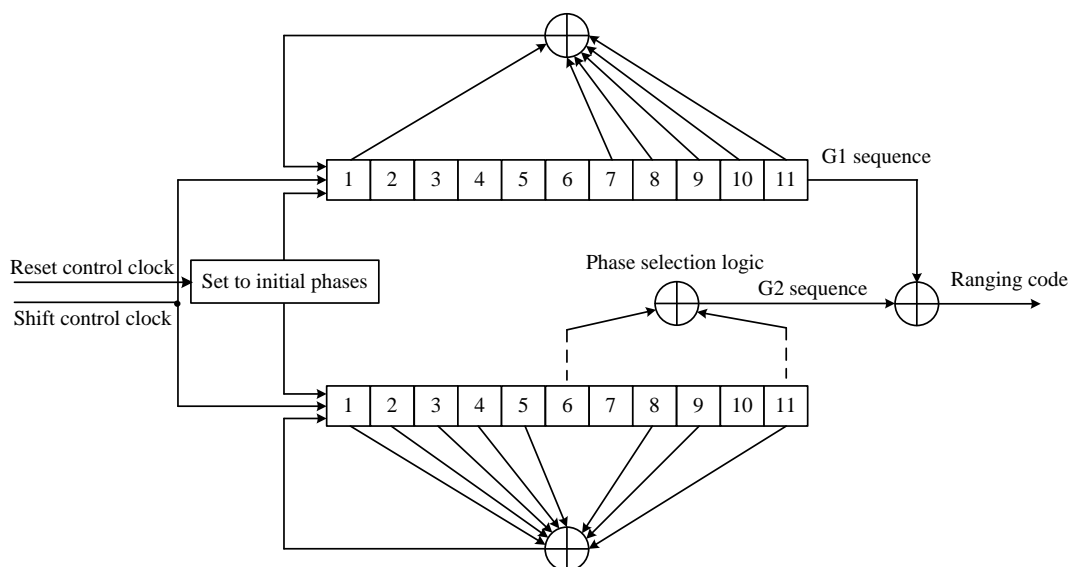 G1 sequence
1 2 3 4 5 6 7 8 9 10 11
Reset control clock
Set to initial phases
Shift control clock
Phase selection logic
G2 sequence
Ranging code
1 2 3 4 5 6 7 8 9 10 11